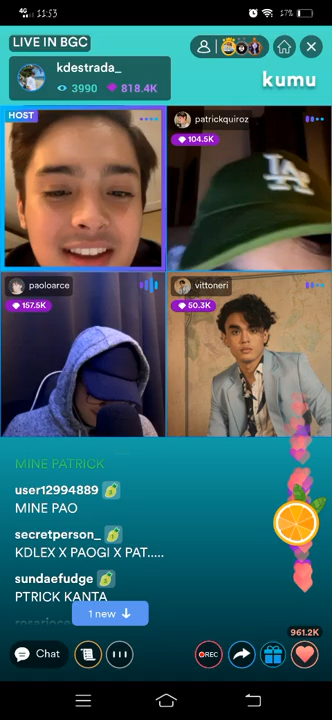 4G 11:53 17%
LIVE IN BGC
kdestrada_
3990 818.4K
kumu
HOST
patrickquiroz
104.5K
LA
paoloarce
157.5K
vittoneri
50.3K
MINE PATRICK
user12994889
MINE PAO
secretperson_
KDLEX X PAOGI X PAT.....
sundaefudge
PTRICK KANTA
1 new
961.2K
Chat
REC